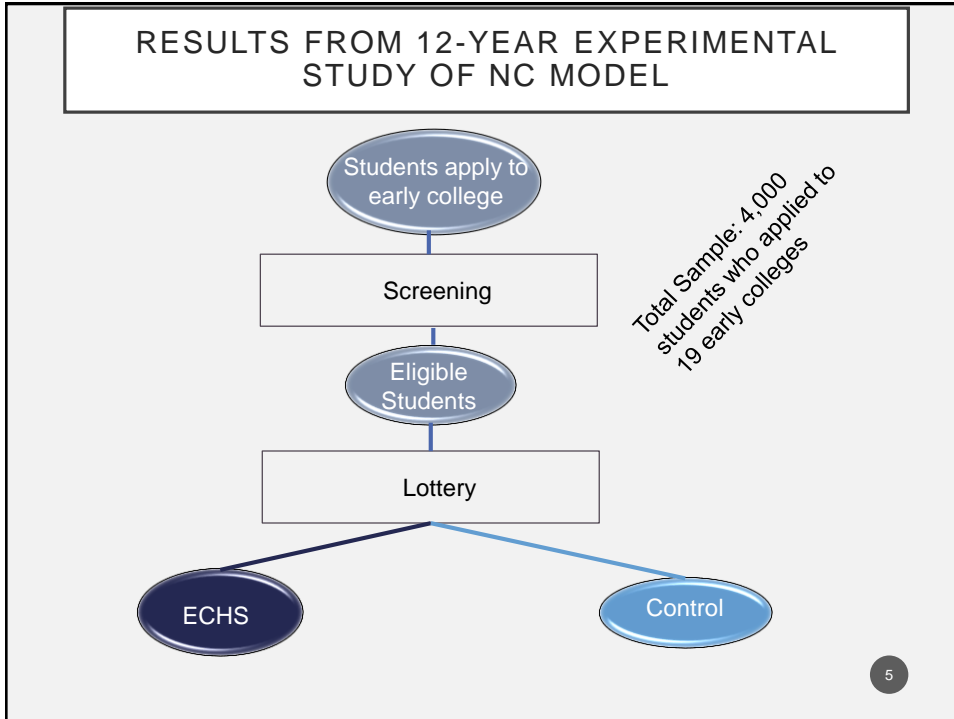 RESULTS FROM 12-YEAR EXPERIMENTAL
STUDY OF NC MODEL
Students apply to
early college
Screening
Total Sample: 4,000
students who applied to
19 early colleges
Eligible
Students
Lottery
ECHS
Control
5